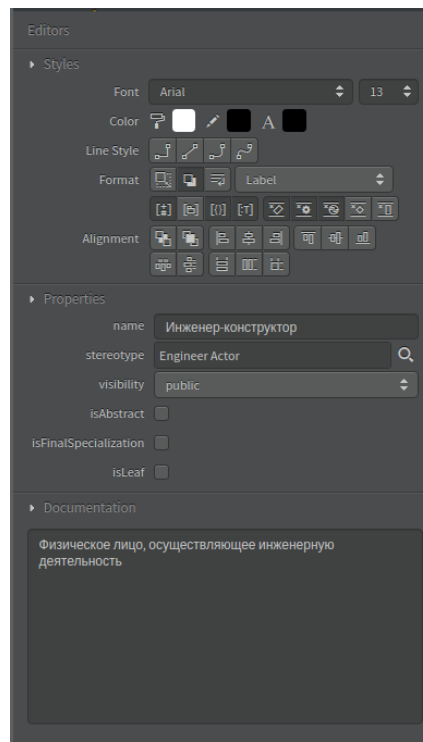 Editors
Styles
Font Arial 13
Color A
Line Style
Format Label
Alignment
Properties
name Инженер-конструктор
stereotype Engineer Actor
visibility public
isAbstract
isFinalSpecialization
isLeaf
Documentation
Физическое лицо, осуществляющее инженерную
деятельность